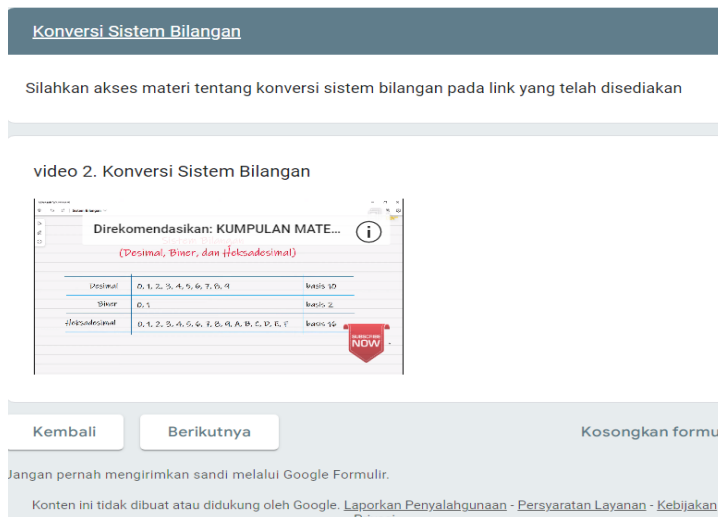 Konversi Sistem Bilangan
Silahkan akses materi tentang konversi sistem bilangan pada link yang telah disediakan
video 2. Konversi Sistem Bilangan
Direkomendasikan: KUMPULAN MATE...
(Desimal, Biner, dan Heksadesimal)
Desimal 0, 1, 2, 3, 4, 5, 6, 7, 8, 9 basis 10
Biner 0, 1 basis 2
Heksadesimal 0, 1, 2, 3, 4, 5, 6, 7, 8, 9, A, B, C, D, E, F basis 16
SUBSCRIBE
NOW
Kembali Berikutnya Kosongkan formu
Jangan pernah mengirimkan sandi melalui Google Formulir.
Konten ini tidak dibuat atau didukung oleh Google. Laporkan Penyalahgunaan - Persyaratan Layanan - Kebijakan